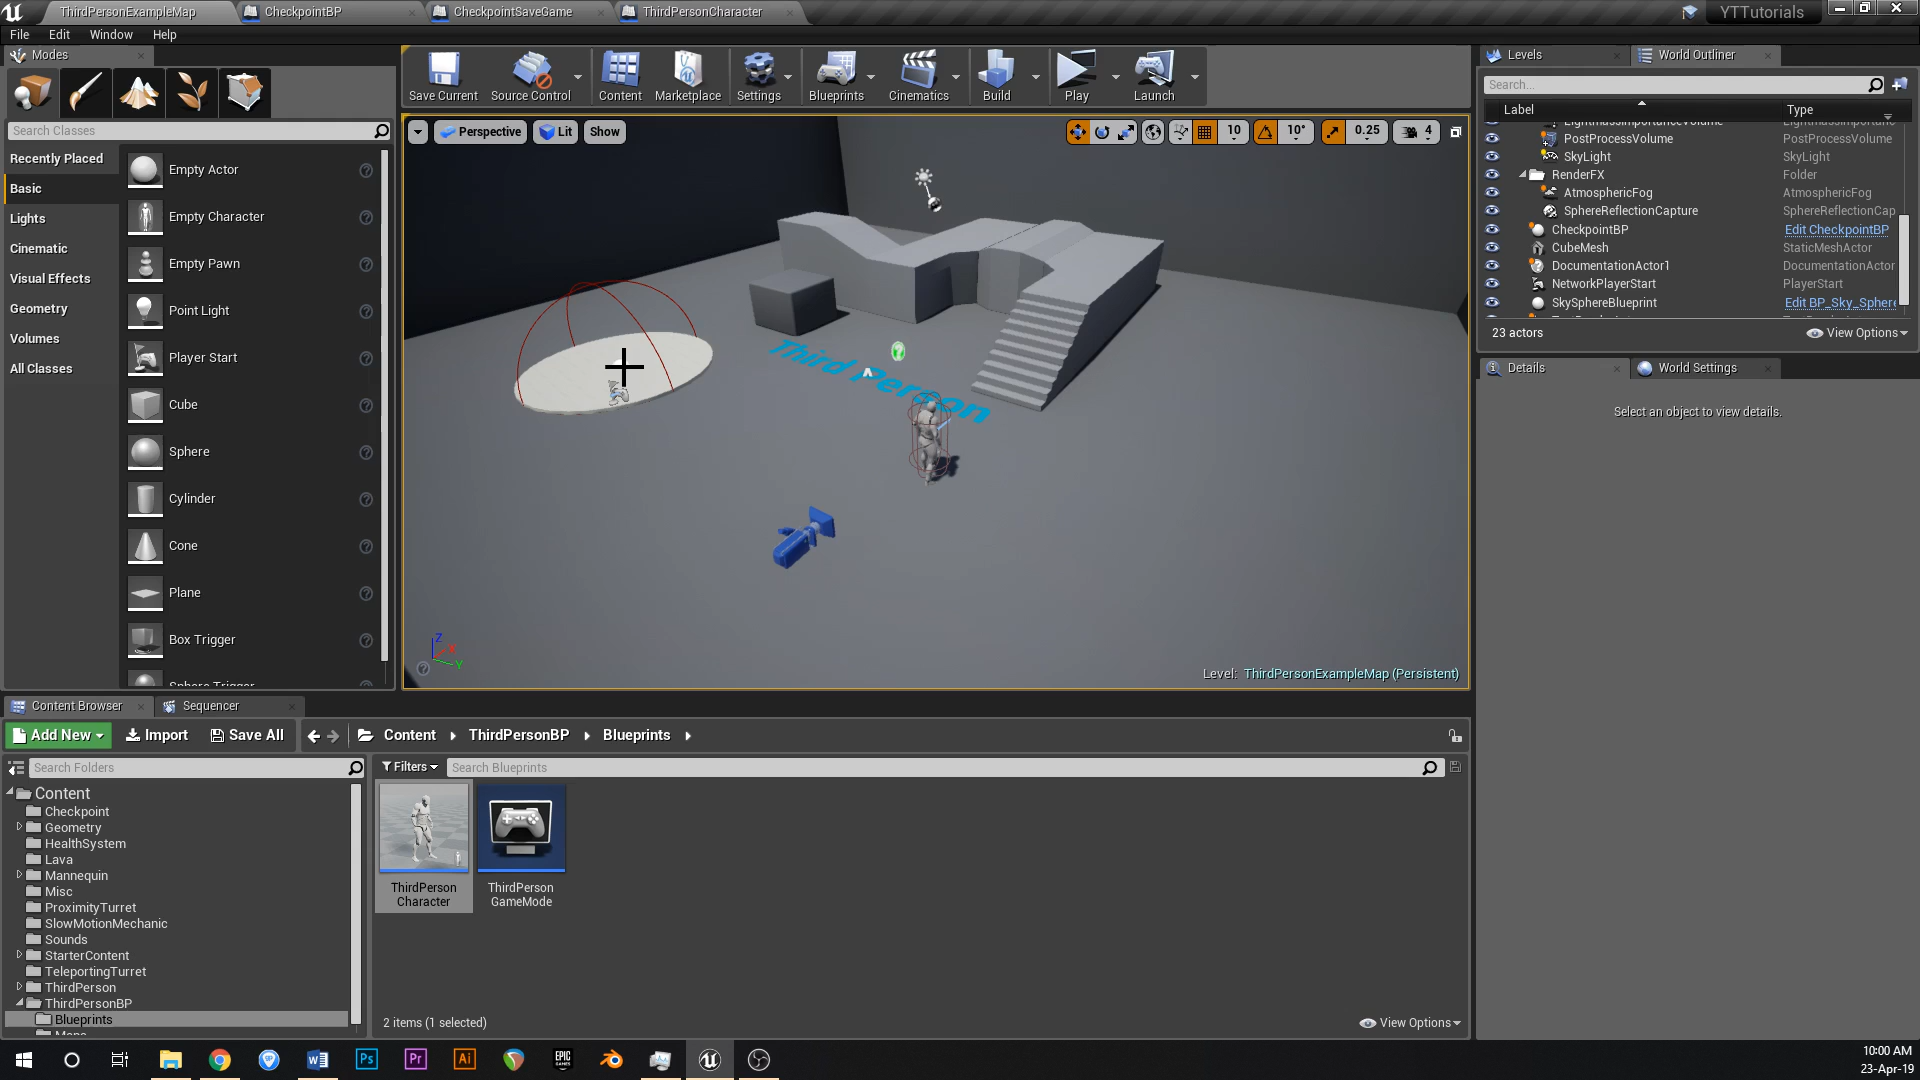 ThirdPersonExampleMap
CheckpointBP
CheckpointSaveGame
ThirdPersonCharacter
YTTutorials
File Edit Window Help
Modes
Search Classes
Recently Placed
Basic
Lights
Cinematic
Visual Effects
Geometry
Volumes
All Classes
Empty Actor
Empty Character
Empty Pawn
Point Light
Player Start
Cube
Sphere
Cylinder
Cone
Plane
Box Trigger
Sphere Trigger
Save Current Source Control Content Marketplace Settings Blueprints Cinematics Build Play Launch
Perspective Lit Show
10 10° 0.25 4
Third Person
Z
X
Y
Level: ThirdPersonExampleMap (Persistent)
Levels World Outliner
Search...
Label Type
LightmassImportanceVolume
PostProcessVolume PostProcessVolume
SkyLight SkyLight
RenderFX Folder
AtmosphericFog AtmosphericFog
SphereReflectionCapture SphereReflectionCap
CheckpointBP Edit CheckpointBP
CubeMesh StaticMeshActor
DocumentationActor1 DocumentationActor
NetworkPlayerStart PlayerStart
SkySphereBlueprint Edit BP_Sky_Sphere
23 actors View Options
Details World Settings
Select an object to view details.
Content Browser Sequencer
Add New Import Save All Content ThirdPersonBP Blueprints
Search Folders
Filters Search Blueprints
Content
Checkpoint
Geometry
HealthSystem
Lava
Mannequin
Misc
ProximityTurret
SlowMotionMechanic
Sounds
StarterContent
TeleportingTurret
ThirdPerson
ThirdPersonBP
Blueprints
Maps
ThirdPerson
Character
ThirdPerson
GameMode
2 items (1 selected) View Options
Ps Pr Ai EPIC GAMES
10:00 AM
23-Apr-19